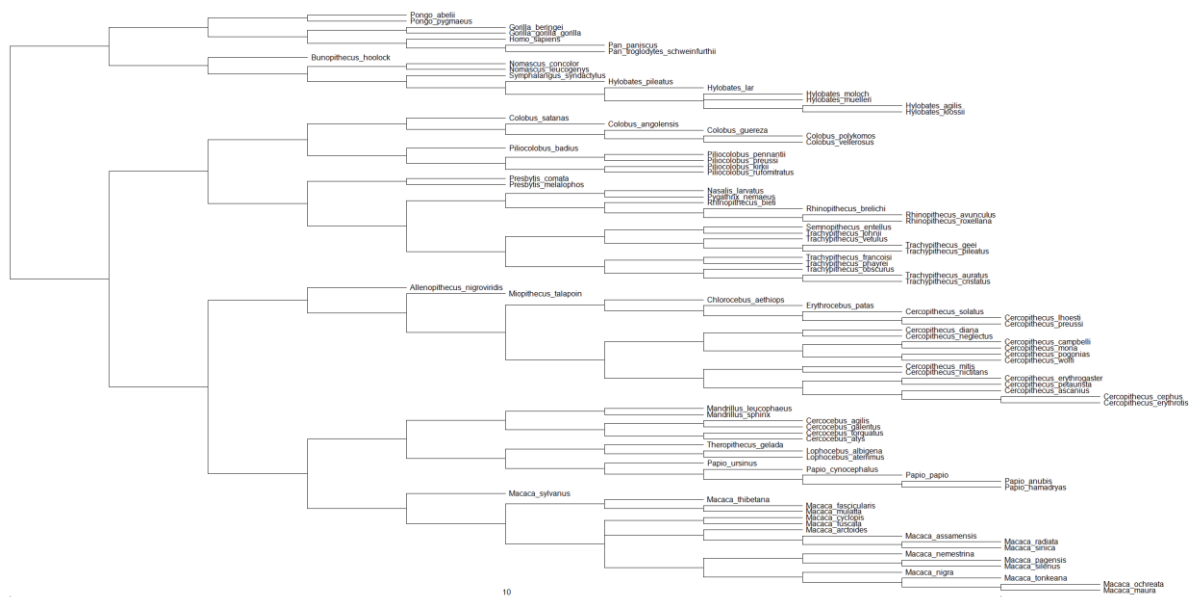 Pongo_abelii
Pongo_pygmaeus
Gorilla_beringei
Gorilla_gorilla_gorilla
Homo_sapiens
Pan_paniscus
Pan_troglodytes_schweinfurthii
Bunopithecus_hoolock
Nomascus_concolor
Nomascus_leucogenys
Symphalangus_syndactylus
Hylobates_pileatus
Hylobates_lar
Hylobates_moloch
Hylobates_muelleri
Hylobates_agilis
Hylobates_klossii
Colobus_satanas
Colobus_angolensis
Colobus_guereza
Colobus_polykomos
Colobus_vellerosus
Piliocolobus_badius
Piliocolobus_pennantii
Piliocolobus_preussi
Piliocolobus_kirkii
Piliocolobus_rufomitratus
Presbytis_comata
Presbytis_melalophos
Nasalis_larvatus
Pygathrix_nemaeus
Rhinopithecus_bieti
Rhinopithecus_brelichi
Rhinopithecus_avunculus
Rhinopithecus_roxellana
Semnopithecus_entellus
Trachypithecus_johnii
Trachypithecus_vetulus
Trachypithecus_geei
Trachypithecus_pileatus
Trachypithecus_francoisi
Trachypithecus_phayrei
Trachypithecus_obscurus
Trachypithecus_auratus
Trachypithecus_cristatus
Allenopithecus_nigroviridis
Miopithecus_talapoin
Chlorocebus_aethiops
Erythrocebus_patas
Cercopithecus_solatus
Cercopithecus_lhoesti
Cercopithecus_preussi
Cercopithecus_diana
Cercopithecus_neglectus
Cercopithecus_campbelli
Cercopithecus_mona
Cercopithecus_pogonias
Cercopithecus_wolfi
Cercopithecus_mitis
Cercopithecus_nictitans
Cercopithecus_erythrogaster
Cercopithecus_petaurista
Cercopithecus_ascanius
Cercopithecus_cephus
Cercopithecus_erythrotis
Mandrillus_leucophaeus
Mandrillus_sphinx
Cercocebus_agilis
Cercocebus_galeritus
Cercocebus_torquatus
Cercocebus_atys
Theropithecus_gelada
Lophocebus_albigena
Lophocebus_aterrimus
Papio_ursinus
Papio_cynocephalus
Papio_papio
Papio_anubis
Papio_hamadryas
Macaca_sylvanus
Macaca_thibetana
Macaca_fascicularis
Macaca_mulatta
Macaca_cyclopis
Macaca_fuscata
Macaca_arctoides
Macaca_assamensis
Macaca_radiata
Macaca_sinica
Macaca_nemestrina
Macaca_pagensis
Macaca_silenus
Macaca_nigra
Macaca_tonkeana
Macaca_ochreata
Macaca_maura
10